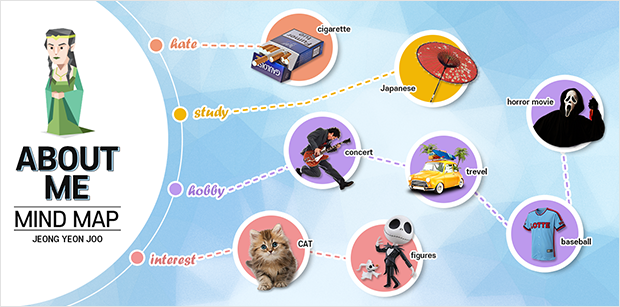 ABOUT
ME
MIND MAP
JEONG YEON JOO
hate
cigarette
study
Japanese
hobby
concert
trevel
horror movie
baseball
LOTTE
interest
CAT
figures